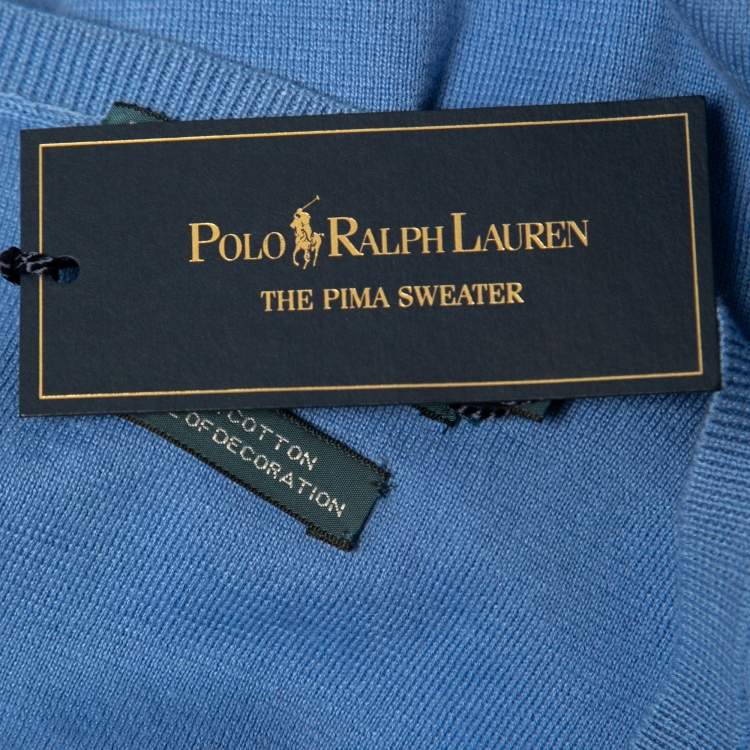 POLO RALPH LAUREN
THE PIMA SWEATER
COTTON
OF DECORATION